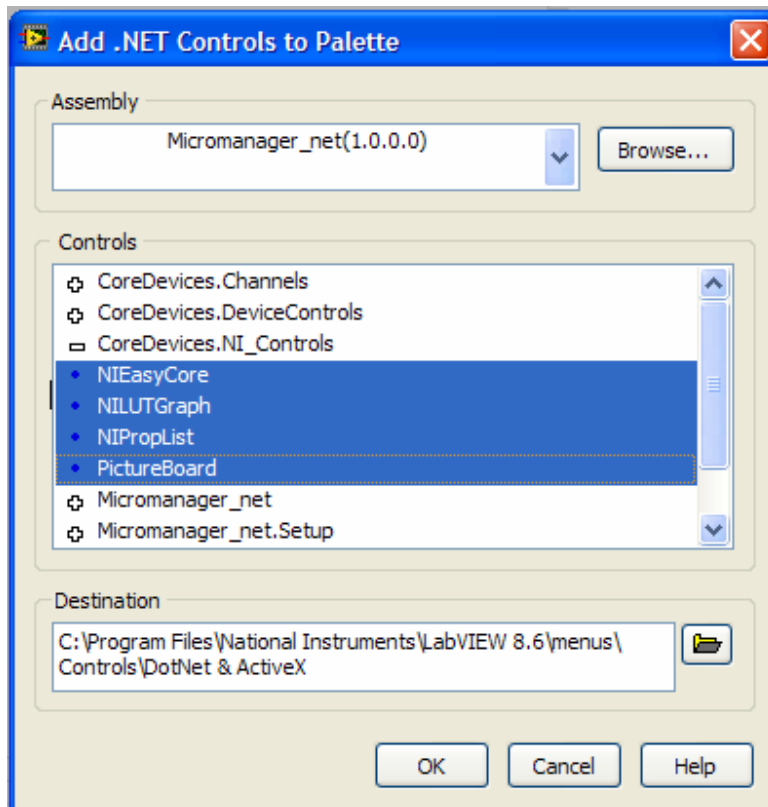 Add .NET Controls to Palette
Assembly
Micromanager_net(1.0.0.0)
Browse...
Controls
CoreDevices.Channels
CoreDevices.DeviceControls
CoreDevices.NI_Controls
NIEasyCore
NILUTGraph
NIPropList
PictureBoard
Micromanager_net
Micromanager_net.Setup
Destination
C:\Program Files\National Instruments\LabVIEW 8.6\menus\
Controls\DotNet & ActiveX
OK Cancel Help